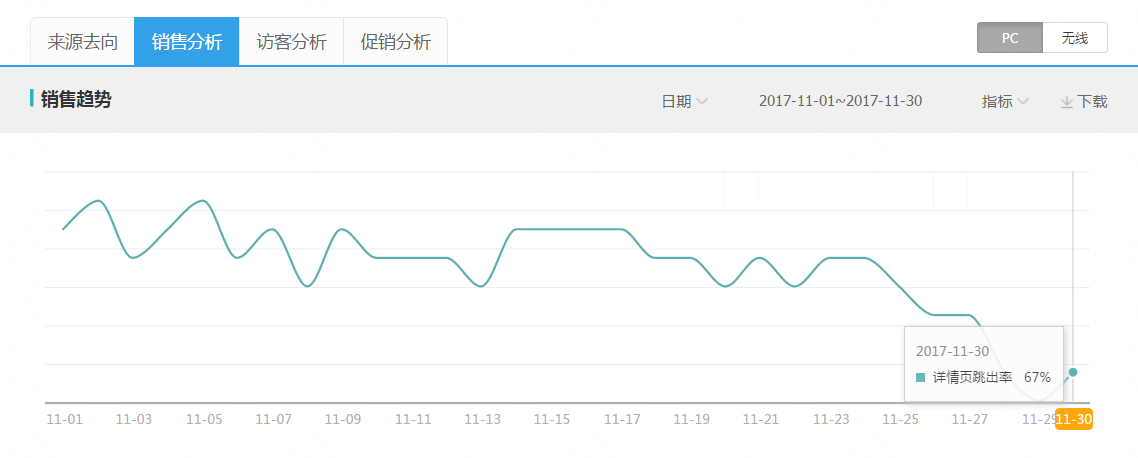 来源去向 销售分析 访客分析 促销分析 PC 无线
销售趋势 日期 2017-11-01~2017-11-30 指标 下载
2017-11-30
详情页跳出率 67%
11-01 11-03 11-05 11-07 11-09 11-11 11-13 11-15 11-17 11-19 11-21 11-23 11-25 11-27 11-29 11-30